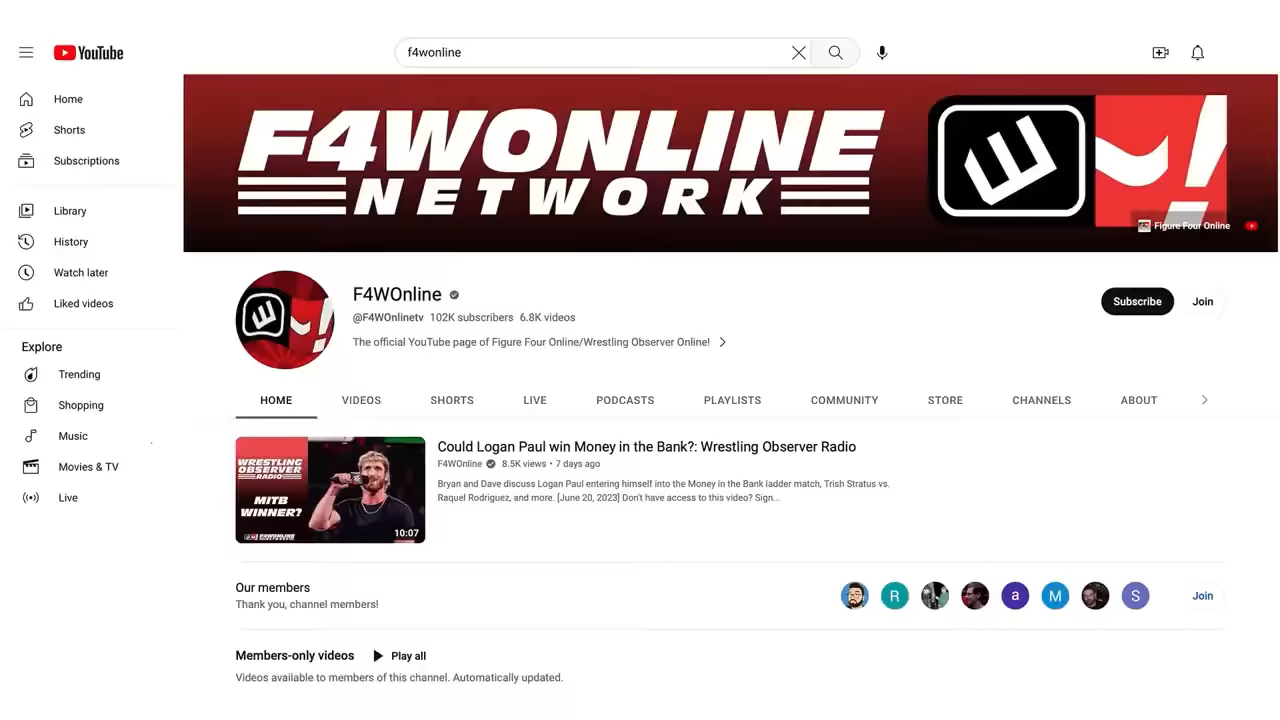 YouTube
f4wonline
Home
Shorts
Subscriptions
Library
History
Watch later
Liked videos
Explore
Trending
Shopping
Music
Movies & TV
Live
F4WONLINE
NETWORK
Figure Four Online
F4WOnline
@F4WOnlinetv 102K subscribers 6.8K videos
The official YouTube page of Figure Four Online/Wrestling Observer Online!
Subscribe
Join
HOME
VIDEOS
SHORTS
LIVE
PODCASTS
PLAYLISTS
COMMUNITY
STORE
CHANNELS
ABOUT
WRESTLING
OBSERVER
RADIO
MITB
WINNER?
F4WONLINE
NETWORK
10:07
Could Logan Paul win Money in the Bank?: Wrestling Observer Radio
F4WOnline 8.5K views • 7 days ago
Bryan and Dave discuss Logan Paul entering himself into the Money in the Bank ladder match, Trish Stratus vs.
Raquel Rodriguez, and more. [June 20, 2023] Don't have access to this video? Sign...
Our members
Thank you, channel members!
R
a
M
S
Join
Members-only videos
Play all
Videos available to members of this channel. Automatically updated.